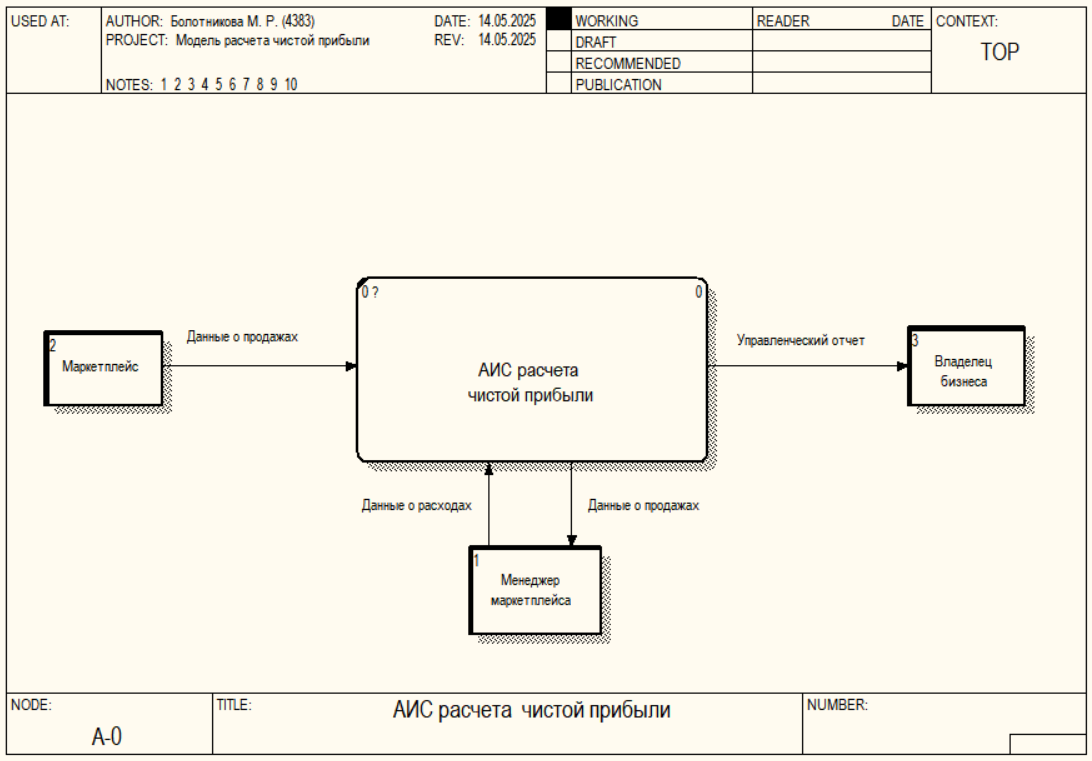 USED AT:
AUTHOR: Болотникова М. Р. (4383)
DATE: 14.05.2025
PROJECT: Модель расчета чистой прибыли
REV: 14.05.2025
NOTES: 1 2 3 4 5 6 7 8 9 10
WORKING
DRAFT
RECOMMENDED
PUBLICATION
READER DATE
CONTEXT:
TOP
0 ?
0
АИС расчета
чистой прибыли
2
Маркетплейс
Данные о продажах
Управленческий отчет
3
Владелец
бизнеса
Данные о расходах
Данные о продажах
1
Менеджер
маркетплейса
NODE:
A-0
TITLE:
АИС расчета чистой прибыли
NUMBER: